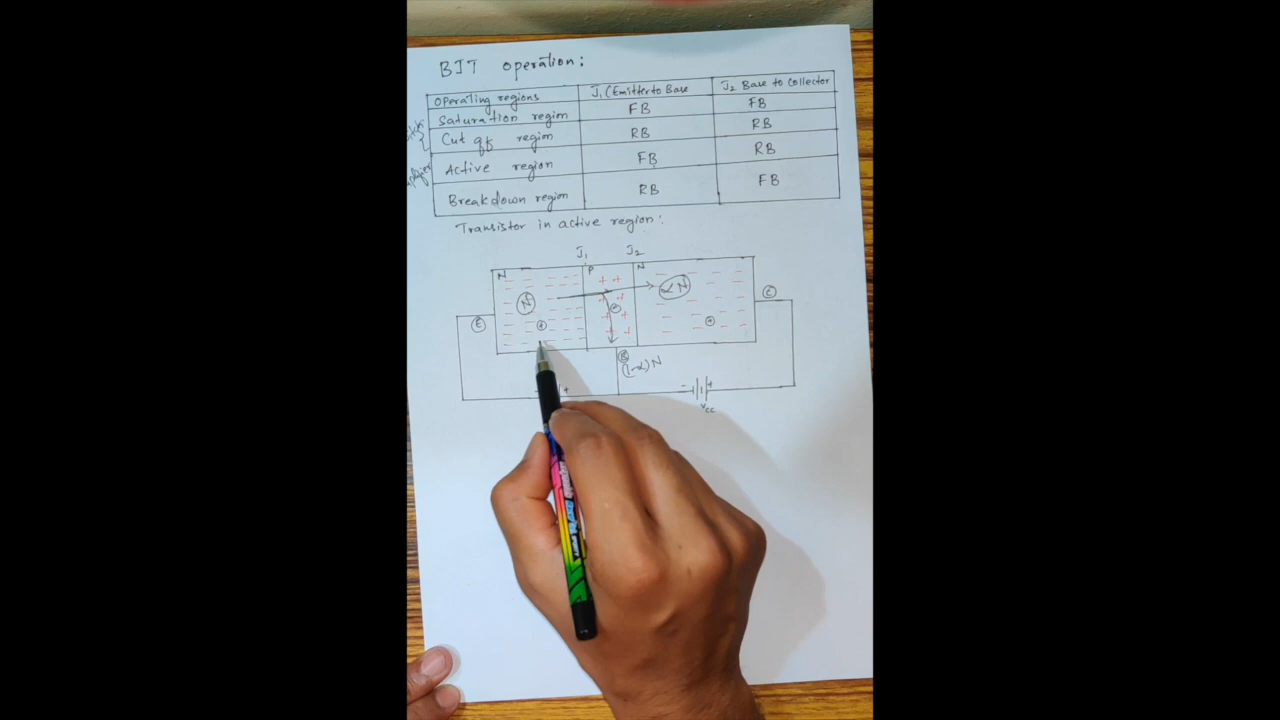 BJT operation:
Operating regions J1 (Emitter to Base J2 Base to Collector
Saturation region FB FB
Cut off region RB RB
Active region FB RB
Breakdown region RB FB
Transistor in active region:
J1 J2
N P N
N αN
E C
B
(1-α)N
+ - +
VCC